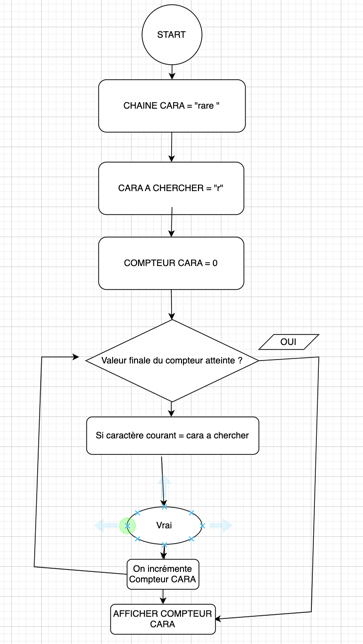 START
CHAINE CARA = "rare "
CARA A CHERCHER = "r"
COMPTEUR CARA = 0
OUI
Valeur finale du compteur atteinte ?
Si caractère courant = cara a chercher
Vrai
On incrémente
Compteur CARA
AFFICHER COMPTEUR
CARA